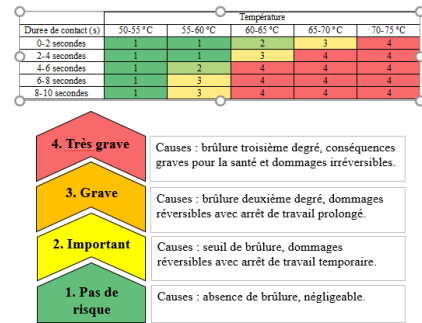 Température
Duree de contact (s) 50-55 °C 55-60 °C 60-65 °C 65-70 °C 70-75 °C
0-2 secondes 1 1 2 3 4
2-4 secondes 1 1 3 4 4
4-6 secondes 1 2 4 4 4
6-8 secondes 1 3 4 4 4
8-10 secondes 1 3 4 4 4
4. Très grave
Causes : brûlure troisième degré, conséquences
graves pour la santé et dommages irréversibles.
3. Grave
Causes : brûlure deuxième degré, dommages
réversibles avec arrêt de travail prolongé.
2. Important
Causes : seuil de brûlure, dommages
réversibles avec arrêt de travail temporaire.
1. Pas de
risque
Causes : absence de brûlure, négligeable.